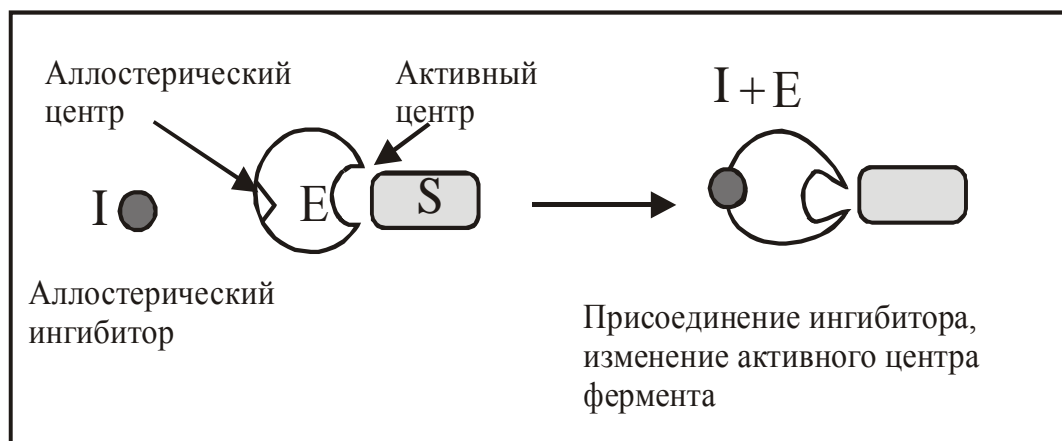 Аллостерический
центр
Активный
центр
I + E
I
E
S
Аллостерический
ингибитор
Присоединение ингибитора,
изменение активного центра
фермента